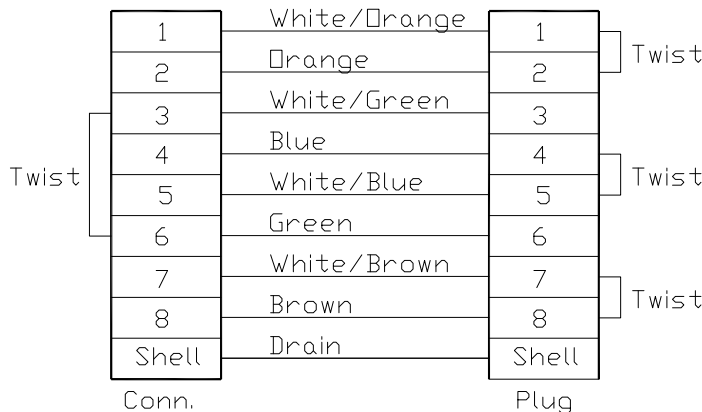 1 White/Orange 1
2 Orange 2 Twist
3 White/Green 3
4 Blue 4
Twist 5 White/Blue 5 Twist
6 Green 6
7 White/Brown 7
8 Brown 8 Twist
Shell Drain Shell
Conn. Plug